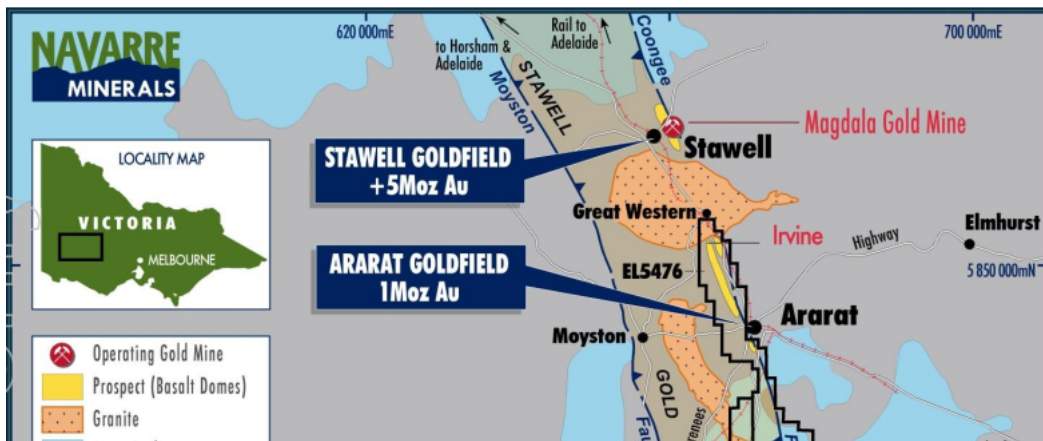 NAVARRE
MINERALS
620 000mE
700 000mE
to Horsham &
Adelaide
Rail to
Adelaide
Moyston
STAWELL
Coongee
Magdala Gold Mine
Stawell
STAWELL GOLDFIELD
+5Moz Au
LOCALITY MAP
VICTORIA
MELBOURNE
Great Western
Irvine
Highway
Elmhurst
5 850 000mN
EL5476
ARARAT GOLDFIELD
1Moz Au
Ararat
Moyston
GOLD
Operating Gold Mine
Prospect (Basalt Domes)
Granite